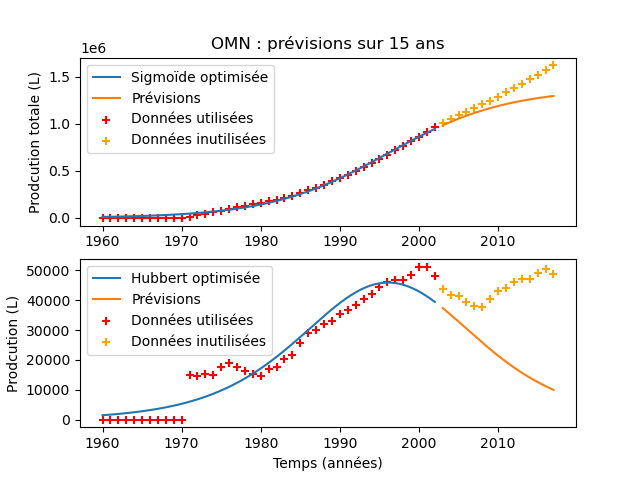 OMN : prévisions sur 15 ans
1e6
Prodcution totale (L)
1.5
1.0
0.5
0.0
Sigmoïde optimisée
Prévisions
Données utilisées
Données inutilisées
1960 1970 1980 1990 2000 2010
Prodcution (L)
50000
40000
30000
20000
10000
0
Hubbert optimisée
Prévisions
Données utilisées
Données inutilisées
1960 1970 1980 1990 2000 2010
Temps (années)